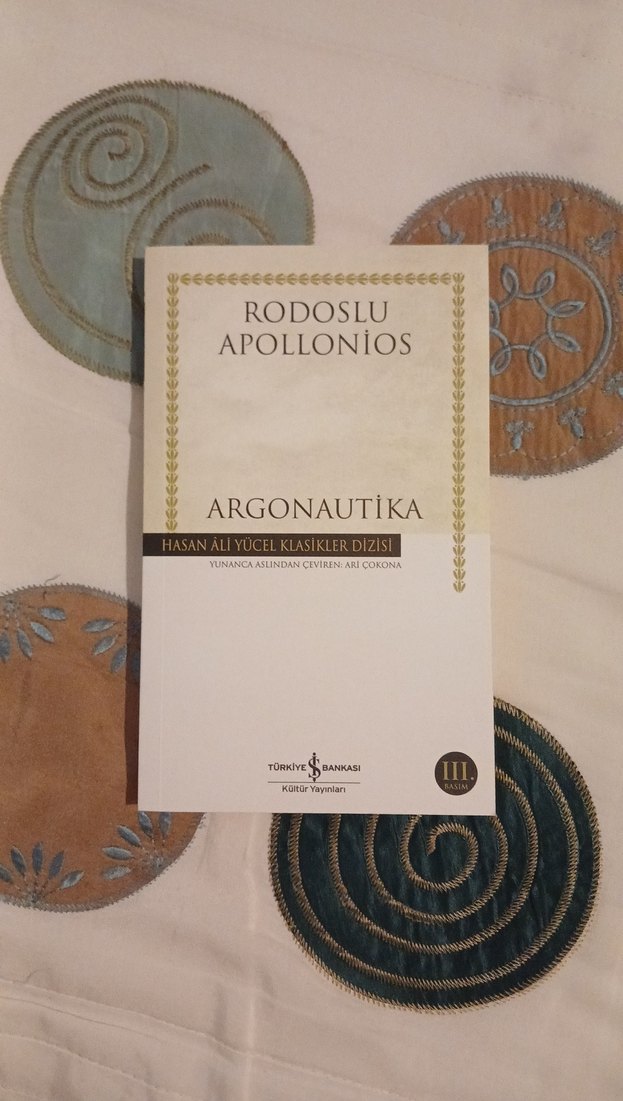 RODOSLU
APOLLONİOS
ARGONAUTİKA
HASAN ÂLİ YÜCEL KLASİKLER DİZİSİ
YUNANCA ASLINDAN ÇEVİREN: ARİ ÇOKONA
TÜRKİYE İŞ BANKASI
Kültür Yayınları
III.
BASIM